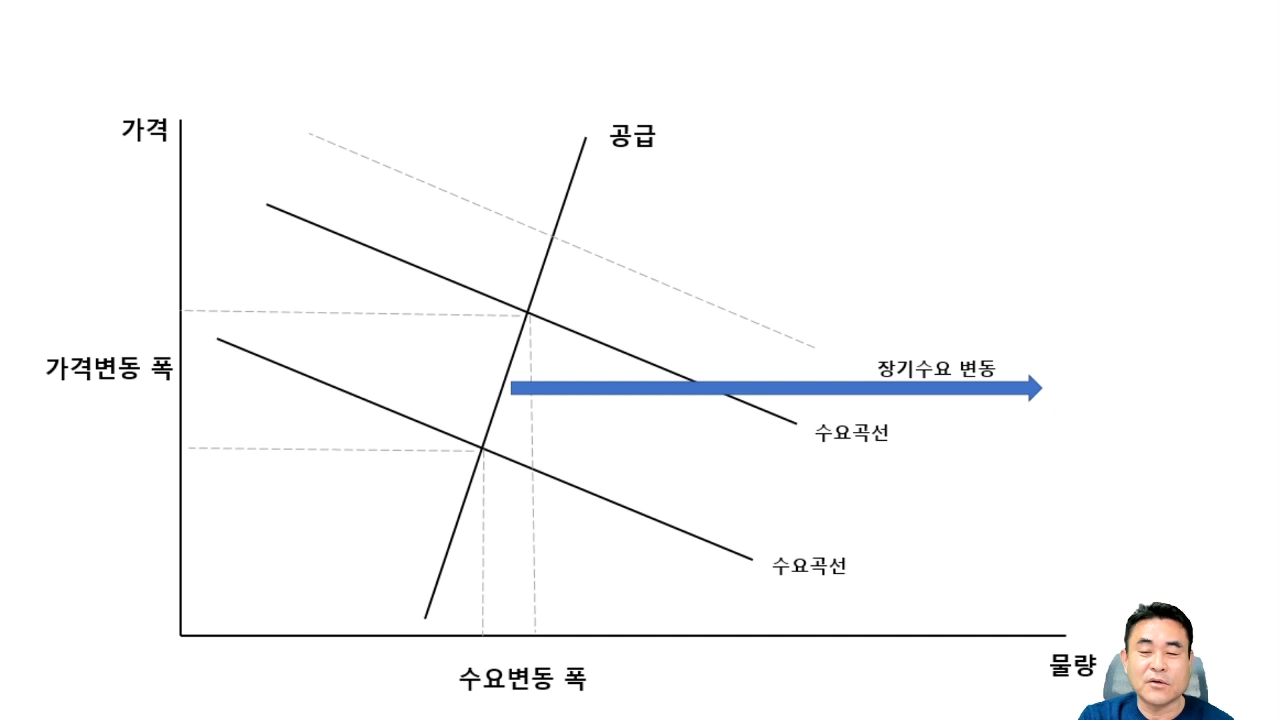 가격
공급
가격변동 폭
장기수요 변동
수요곡선
수요곡선
물량
수요변동 폭